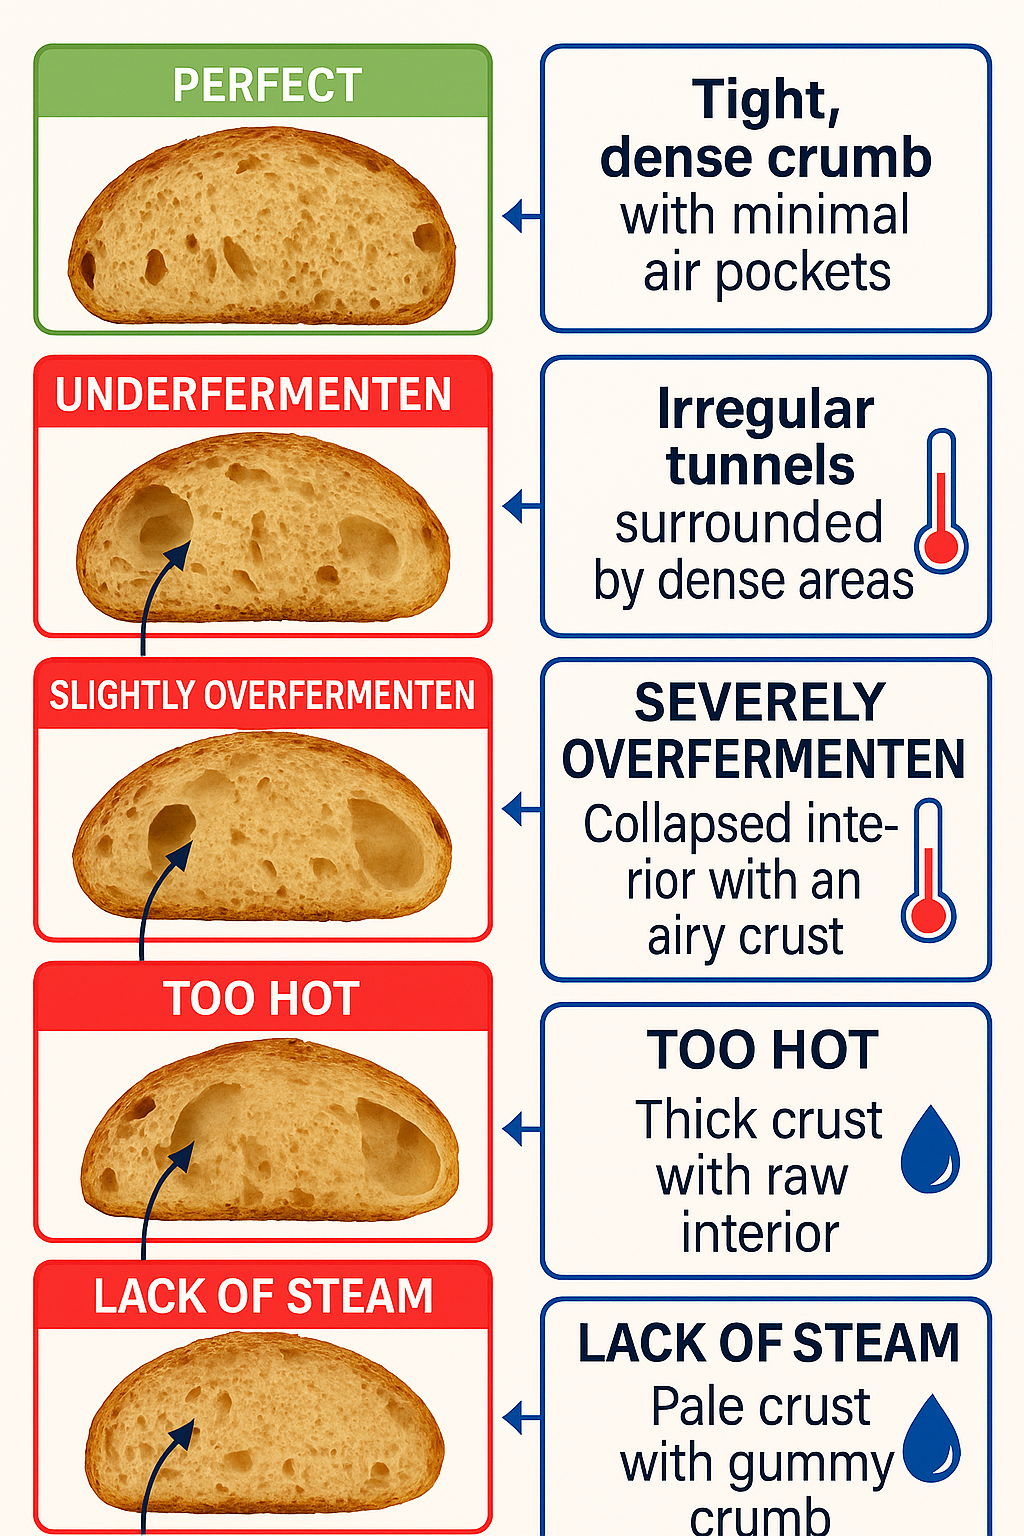 PERFECT
Tight,
dense crumb
with minimal
air pockets
UNDERFERMENTEN
Irregular
tunnels
surrounded
by dense areas
SLIGHTLY OVERFERMENTEN
SEVERELY
OVERFERMENTEN
Collapsed inte-
rior with an
airy crust
TOO HOT
TOO HOT
Thick crust
with raw
interior
LACK OF STEAM
LACK OF STEAM
Pale crust
with gummy
crumb